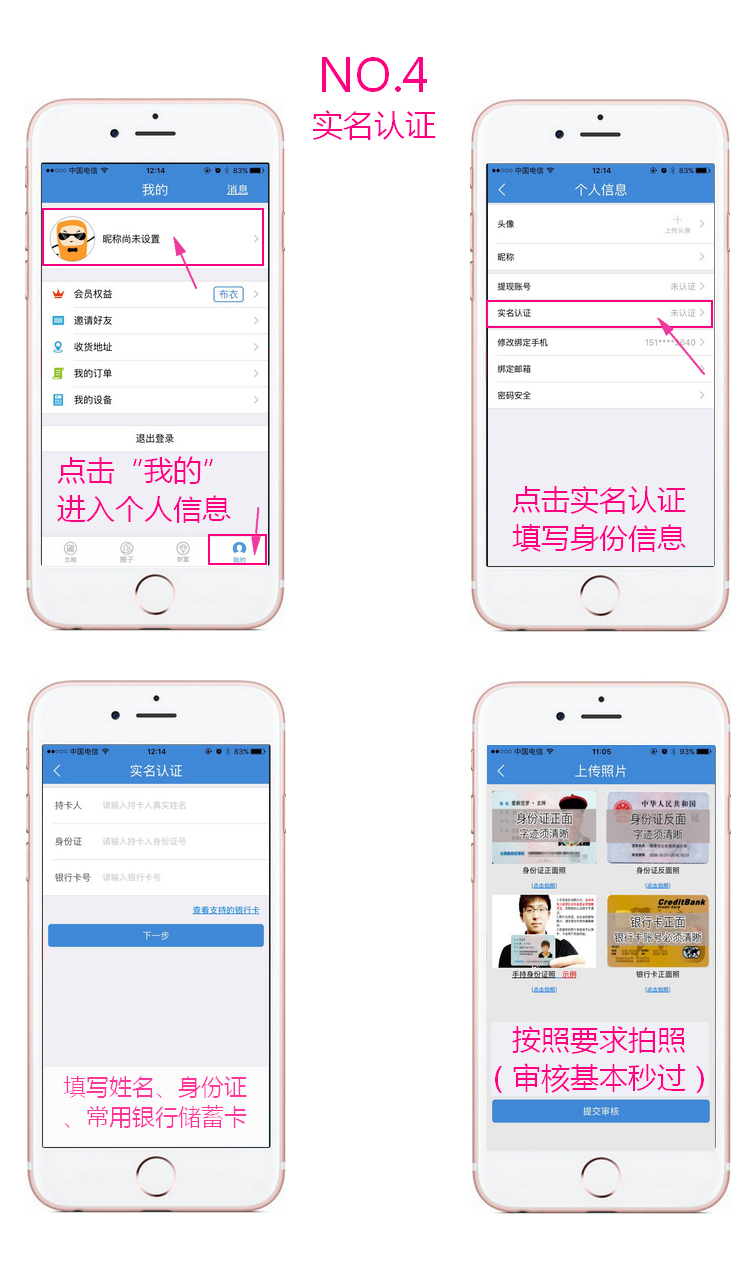 NO.4
实名认证
中国电信
12:14
83%
我的
消息
昵称尚未设置
会员权益
布衣
邀请好友
收货地址
我的订单
我的设备
退出登录
点击“我的“
进入个人信息
立刷
圈子
财富
我的
中国电信
12:14
83%
个人信息
头像
上传头像
昵称
提现账号
未认证
实名认证
未认证
修改绑定手机
151****2640
绑定邮箱
密码安全
点击实名认证
填写身份信息
中国电信
12:14
83%
实名认证
持卡人
请输入持卡人真实姓名
身份证
请输入持卡人身份证号
银行卡号
请输入银行卡号
查看支持的银行卡
下一步
填写姓名、身份证
、常用银行储蓄卡
中国电信
11:05
93%
上传照片
身份证正面
字迹须清晰
中华人民共和国
身份证反面
字迹须清晰
身份证正面照
身份证反面照
(点击拍照)
(点击拍照)
CreditBank
银行卡正面
银行卡账号必须清晰
手持身份证照 示例
银行卡正面照
(点击拍照)
(点击拍照)
按照要求拍照
（审核基本秒过）
提交审核